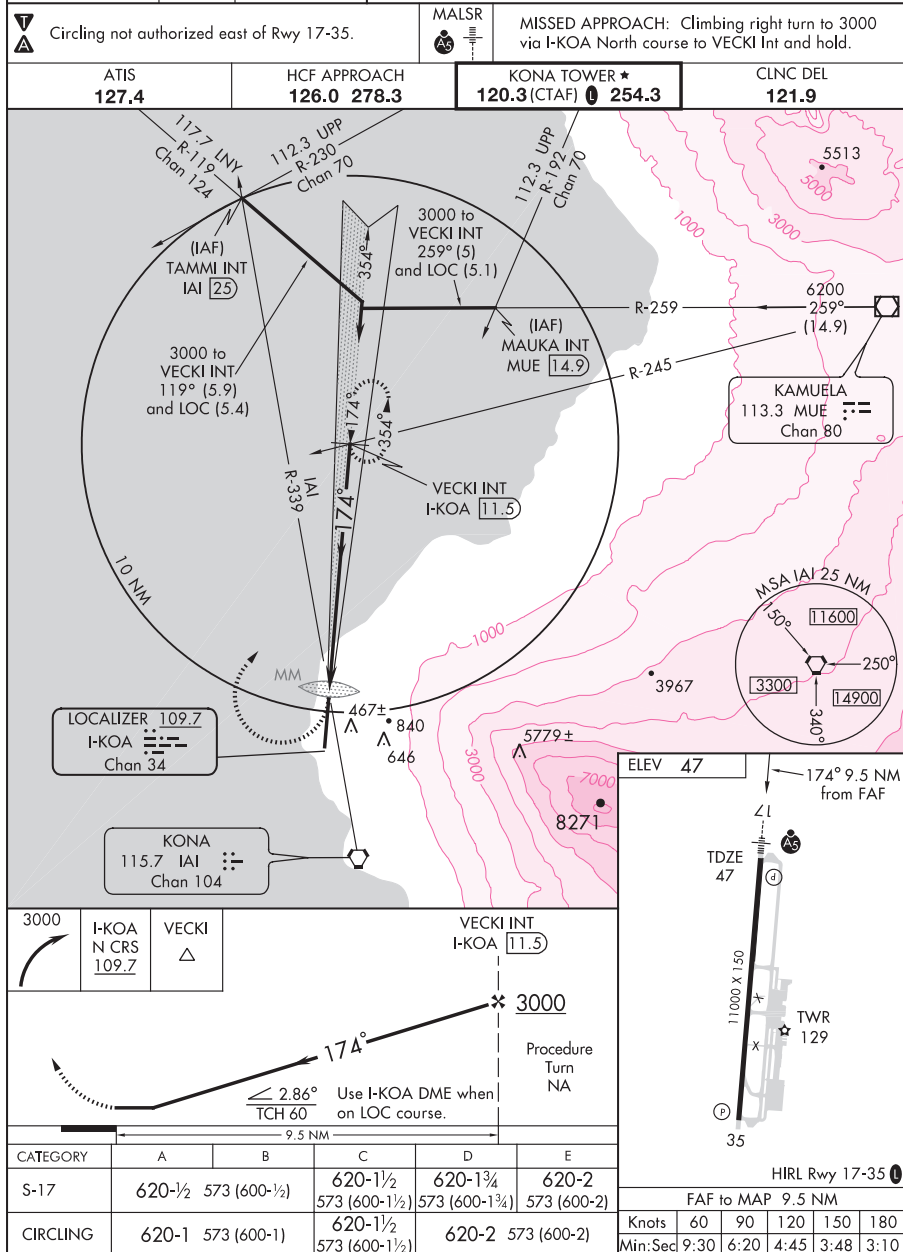 T
A
Circling not authorized east of Rwy 17-35.
MALSR
A5
MISSED APPROACH: Climbing right turn to 3000
via I-KOA North course to VECKI Int and hold.
ATIS
127.4
HCF APPROACH
126.0 278.3
KONA TOWER ★
120.3 (CTAF) L 254.3
CLNC DEL
121.9
117.7 LNY
R-119
Chan 124
112.3 UPP
R-230
Chan 70
112.3 UPP
R-192
Chan 70
5513
5000
1000
3000
(IAF)
TAMMI INT
IAI 25
354°
3000 to
VECKI INT
259° (5)
and LOC (5.1)
R-259
6200
259°
(14.9)
(IAF)
MAUKA INT
MUE 14.9
3000 to
VECKI INT
119° (5.9)
and LOC (5.4)
R-245
KAMUELA
113.3 MUE
Chan 80
174°
354°
IAI
R-339
VECKI INT
I-KOA 11.5
174°
10 NM
MSA IAI 25 NM
150°
11600
250°
3300
14900
340°
1000
MM
3967
467±
840
646
5779±
3000
7000
8271
LOCALIZER 109.7
I-KOA
Chan 34
KONA
115.7 IAI
Chan 104
ELEV 47
174° 9.5 NM
from FAF
17
A5
TDZE
47
P
11000 X 150
X
X
TWR
129
P
35
HIRL Rwy 17-35 L
3000
I-KOA
N CRS
109.7
VECKI
VECKI INT
I-KOA 11.5
3000
174°
Procedure
Turn
NA
2.86°
TCH 60
Use I-KOA DME when
on LOC course.
9.5 NM
CATEGORY A B C D E
S-17 620-½ 573 (600-½) 620-1½ 573 (600-1½) 620-1¾ 573 (600-1¾) 620-2 573 (600-2)
CIRCLING 620-1 573 (600-1) 620-1½ 573 (600-1½) 620-2 573 (600-2)
FAF to MAP 9.5 NM
Knots 60 90 120 150 180
Min:Sec 9:30 6:20 4:45 3:48 3:10